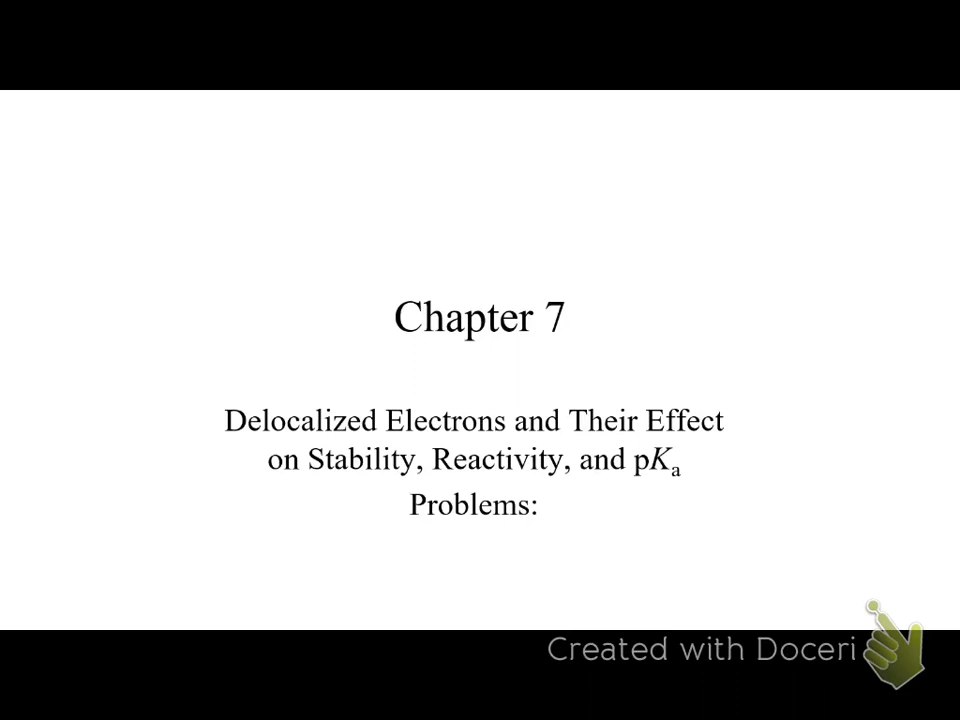 Chapter 7
Delocalized Electrons and Their Effect
on Stability, Reactivity, and pKa
Problems:
Created with Doceri